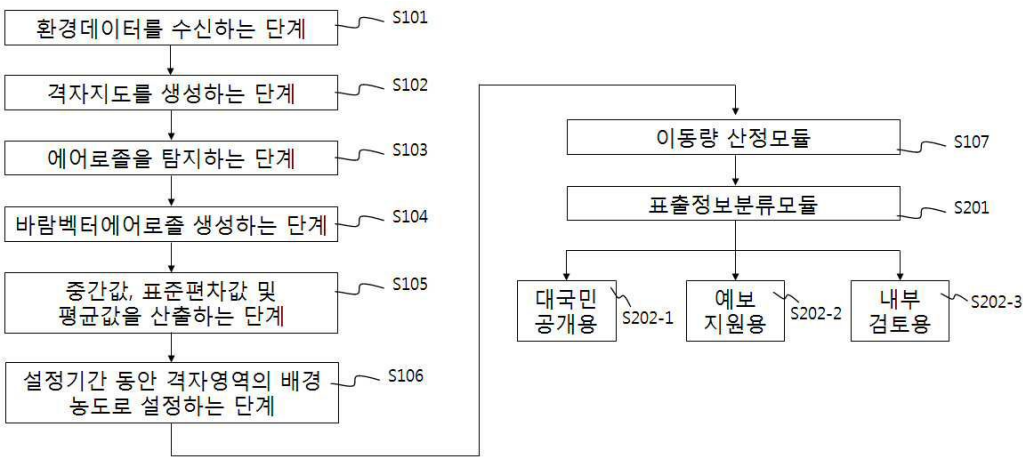 환경데이터를 수신하는 단계
S101
격자지도를 생성하는 단계
S102
에어로졸을 탐지하는 단계
S103
바람벡터에어로졸 생성하는 단계
S104
중간값, 표준편차값 및
평균값을 산출하는 단계
S105
설정기간 동안 격자영역의 배경
농도로 설정하는 단계
S106
이동량 산정모듈
S107
표출정보분류모듈
S201
대국민
공개용
S202-1
예보
지원용
S202-2
내부
검토용
S202-3